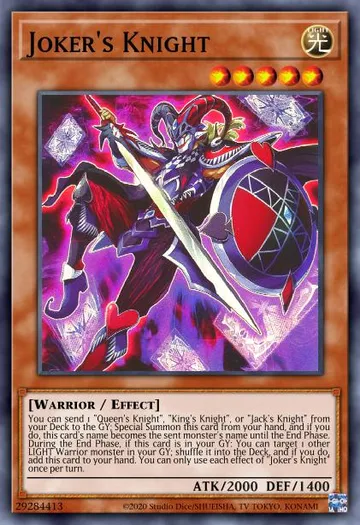 Joker's Knight
LIGHT
光
[Warrior / Effect]
You can send 1 "Queen's Knight", "King's Knight", or "Jack's Knight" from
your Deck to the GY; Special Summon this card from your hand, and if you
do, this card's name becomes the sent monster's name until the End Phase.
During the End Phase, if this card is in your GY: You can target 1 other
LIGHT Warrior monster in your GY; shuffle it into the Deck, and if you do,
add this card to your hand. You can only use each effect of "Joker's Knight"
once per turn.
ATK/2000 DEF/1400
29284413
©2020 Studio Dice/SHUEISHA, TV TOKYO, KONAMI